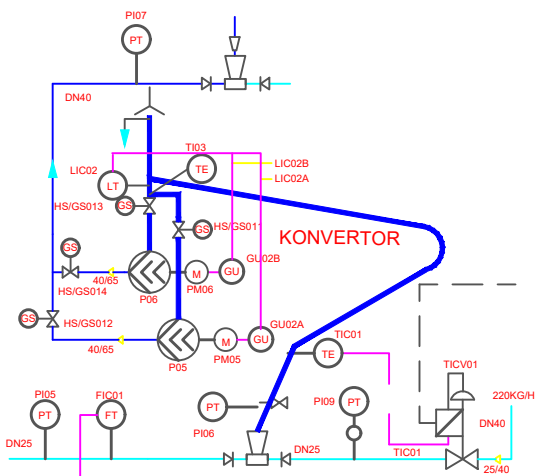 PI07
PT
DN40
TI03
LIC02
TE
LIC02B
LIC02A
LT
GS
HS/GS013
GS
HS/GS011
KONVERTOR
GS
GU02B
M
GU
40/65
P06
PM06
HS/GS014
GS
HS/GS012
GU02A
TIC01
M
GU
TE
40/65
P05
PM05
TICV01
PI05
FIC01
PI09
220KG/H
PT
FT
PT
PT
DN40
PI06
DN25
DN25
TIC01
25/40